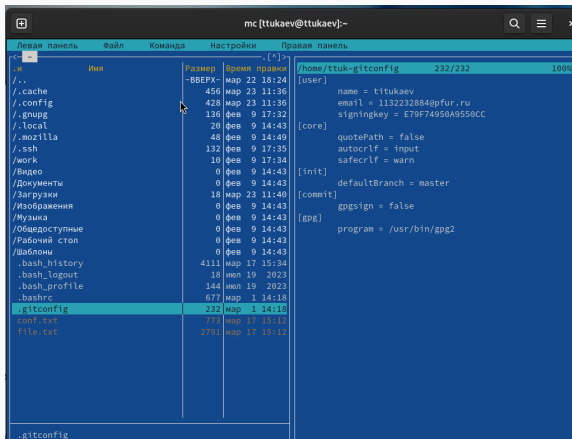 mc [ttukaev@ttukaev]:~
Левая панель Файл Команда Настройки Правая панель
<- ~ .[^]>
.и Имя Размер Время правки
/.. -ВВЕРХ- мар 22 18:24
/.cache 456 мар 23 11:36
/.config 428 мар 23 11:36
/.gnupg 136 фев 9 17:32
/.local 20 фев 9 14:43
/.mozilla 48 фев 9 14:49
/.ssh 132 фев 9 17:35
/work 10 фев 9 17:34
/Видео 0 фев 9 14:43
/Документы 0 фев 9 14:43
/Загрузки 18 мар 23 11:40
/Изображения 0 фев 9 14:43
/Музыка 0 фев 9 14:43
/Общедоступные 0 фев 9 14:43
/Рабочий стол 0 фев 9 14:43
/Шаблоны 0 фев 9 14:43
.bash_history 4111 мар 17 15:34
.bash_logout 18 июл 19 2023
.bash_profile 144 июл 19 2023
.bashrc 677 мар 1 14:18
.gitconfig 232 мар 1 14:18
conf.txt 773 мар 17 15:12
file.txt 2791 мар 17 15:12
.gitconfig
/home/ttuk~gitconfig 232/232 100%
[user]
name = titukaev
email = 1132232884@pfur.ru
signingkey = E79F74950A9550CC
[core]
quotePath = false
autocrlf = input
safecrlf = warn
[init]
defaultBranch = master
[commit]
gpgsign = false
[gpg]
program = /usr/bin/gpg2